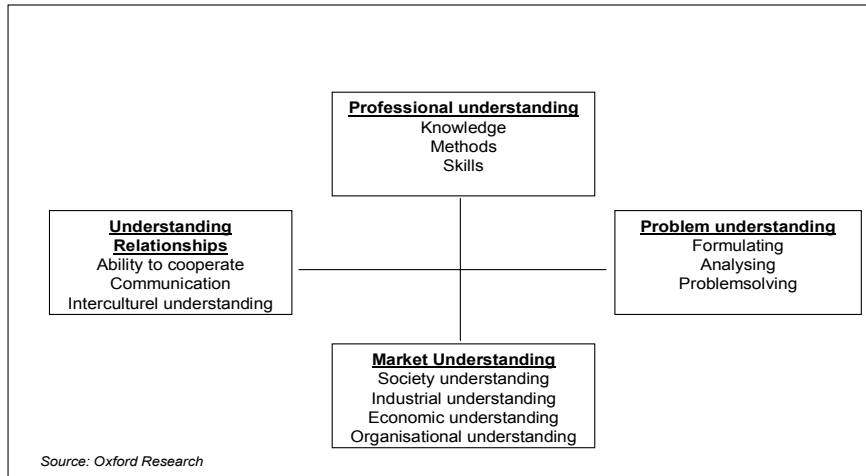 Professional understanding
Knowledge
Methods
Skills
Understanding
Relationships
Ability to cooperate
Communication
Interculturel understanding
Problem understanding
Formulating
Analysing
Problemsolving
Market Understanding
Society understanding
Industrial understanding
Economic understanding
Organisational understanding
Source: Oxford Research